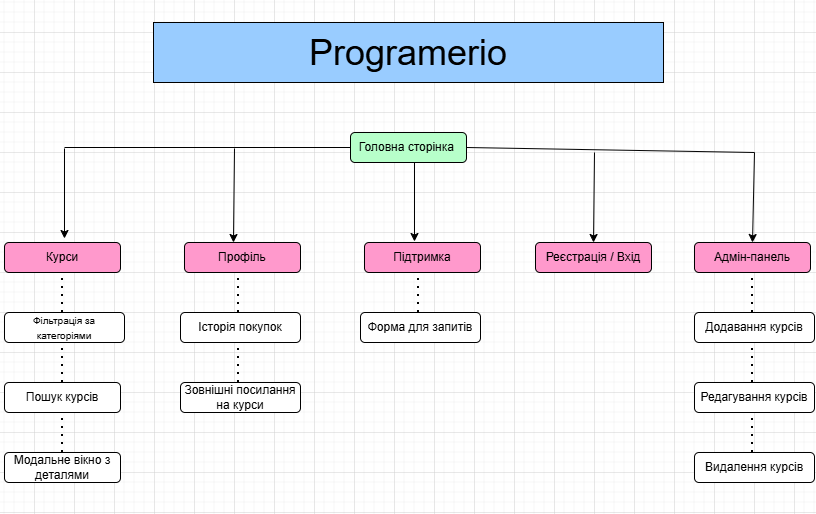 Programerio
Головна сторінка
Курси
Профіль
Підтримка
Реєстрація / Вхід
Адмін-панель
Фільтрація за
категоріями
Історія покупок
Форма для запитів
Додавання курсів
Пошук курсів
Зовнішні посилання
на курси
Редагування курсів
Модальне вікно з
деталями
Видалення курсів